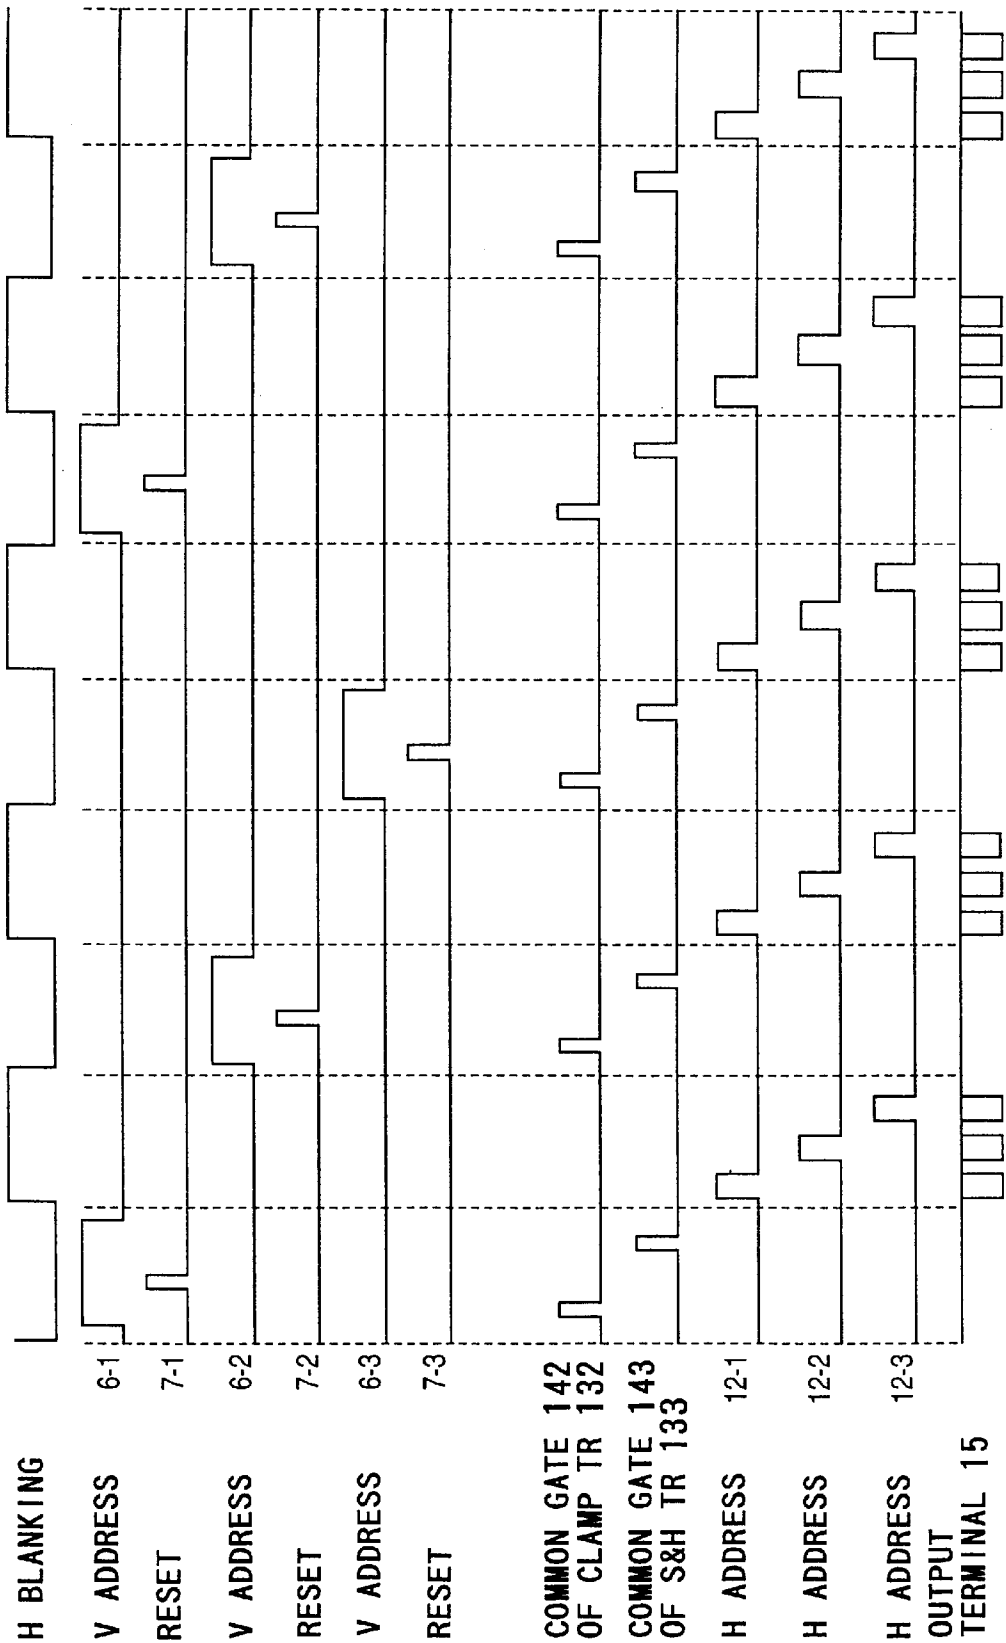 H BLANKING
V ADDRESS 6-1
RESET 7-1
V ADDRESS 6-2
RESET 7-2
V ADDRESS 6-3
RESET 7-3
COMMON GATE 142
OF CLAMP TR 132
COMMON GATE 143
OF S&H TR 133
H ADDRESS 12-1
H ADDRESS 12-2
H ADDRESS 12-3
OUTPUT
TERMINAL 15